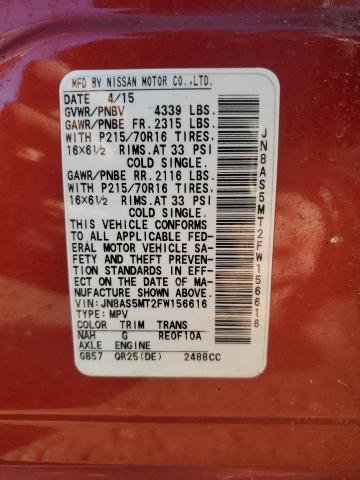 MFD BY NISSAN MOTOR CO.,LTD.
DATE 4/15
GVWR/PNBV 4339 LBS.
GAWR/PNBE FR. 2315 LBS.
WITH P215/70R16 TIRES,
16X6½ RIMS.AT 33 PSI
COLD SINGLE.
GAWR/PNBE RR. 2116 LBS.
WITH P215/70R16 TIRES,
16X6½ RIMS.AT 33 PSI
COLD SINGLE.
THIS VEHICLE CONFORMS
TO ALL APPLICABLE FED-
ERAL MOTOR VEHICLE SA-
FETY AND THEFT PREVENTION
STANDARDS IN EFFECT
ON THE DATE OF MA-
NUFACTURE SHOWN ABOVE.
VIN: JN8AS5MT2FW156616
TYPE: MPV
COLOR TRIM TRANS
NAH G RE0F10A
AXLE ENGINE
GB57 QR25(DE) 2488CC
JN8AS5MT2FW156616